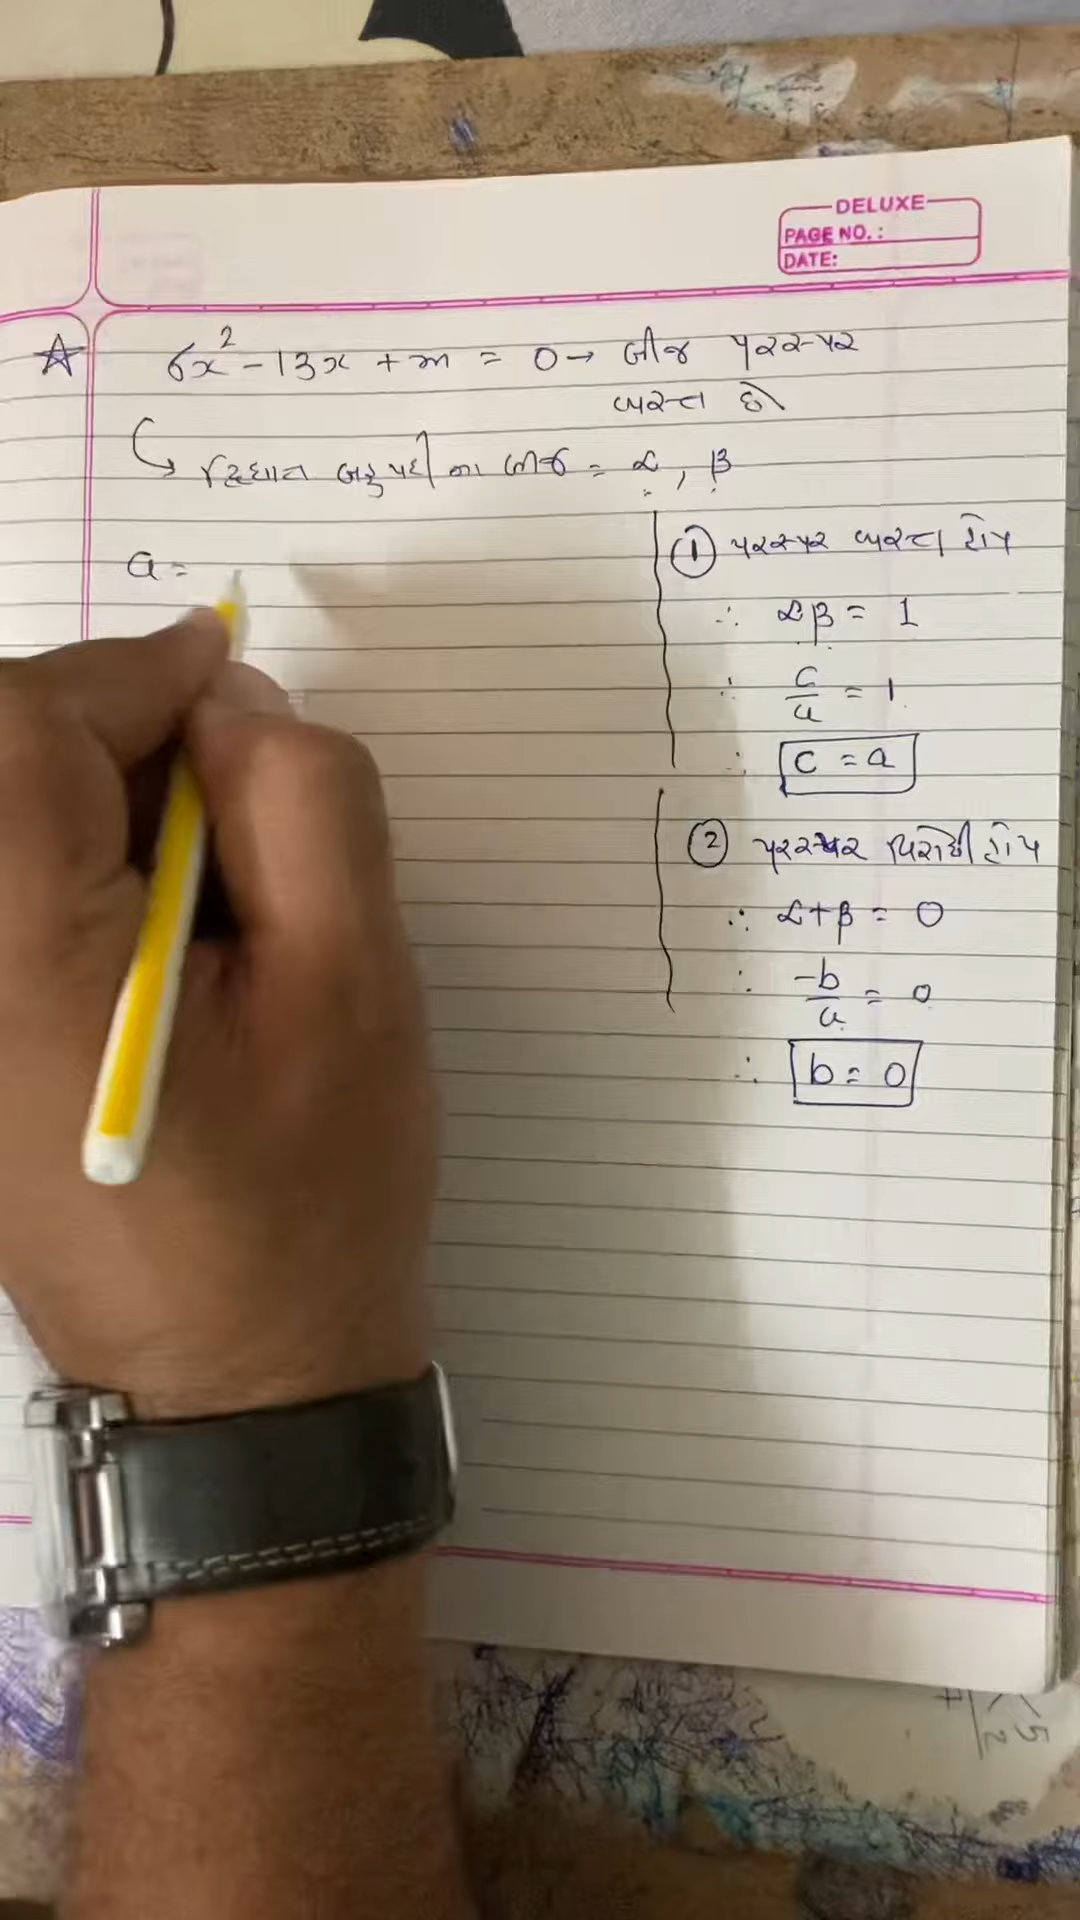 DELUXE
PAGE NO. :
DATE:
6x² - 13x + m = 0 → બીજ પરસ્પર
વ્યસ્ત છે
દ્વિઘાત બહુપદી ના બીજ = α , β
a =
① પરસ્પર વ્યસ્ત હોય
∴ αβ = 1
∴ c/a = 1
∴ c = a
② પરસ્પર વિરોધી હોય
∴ α+β = 0
∴ -b/a = 0
∴ b = 0